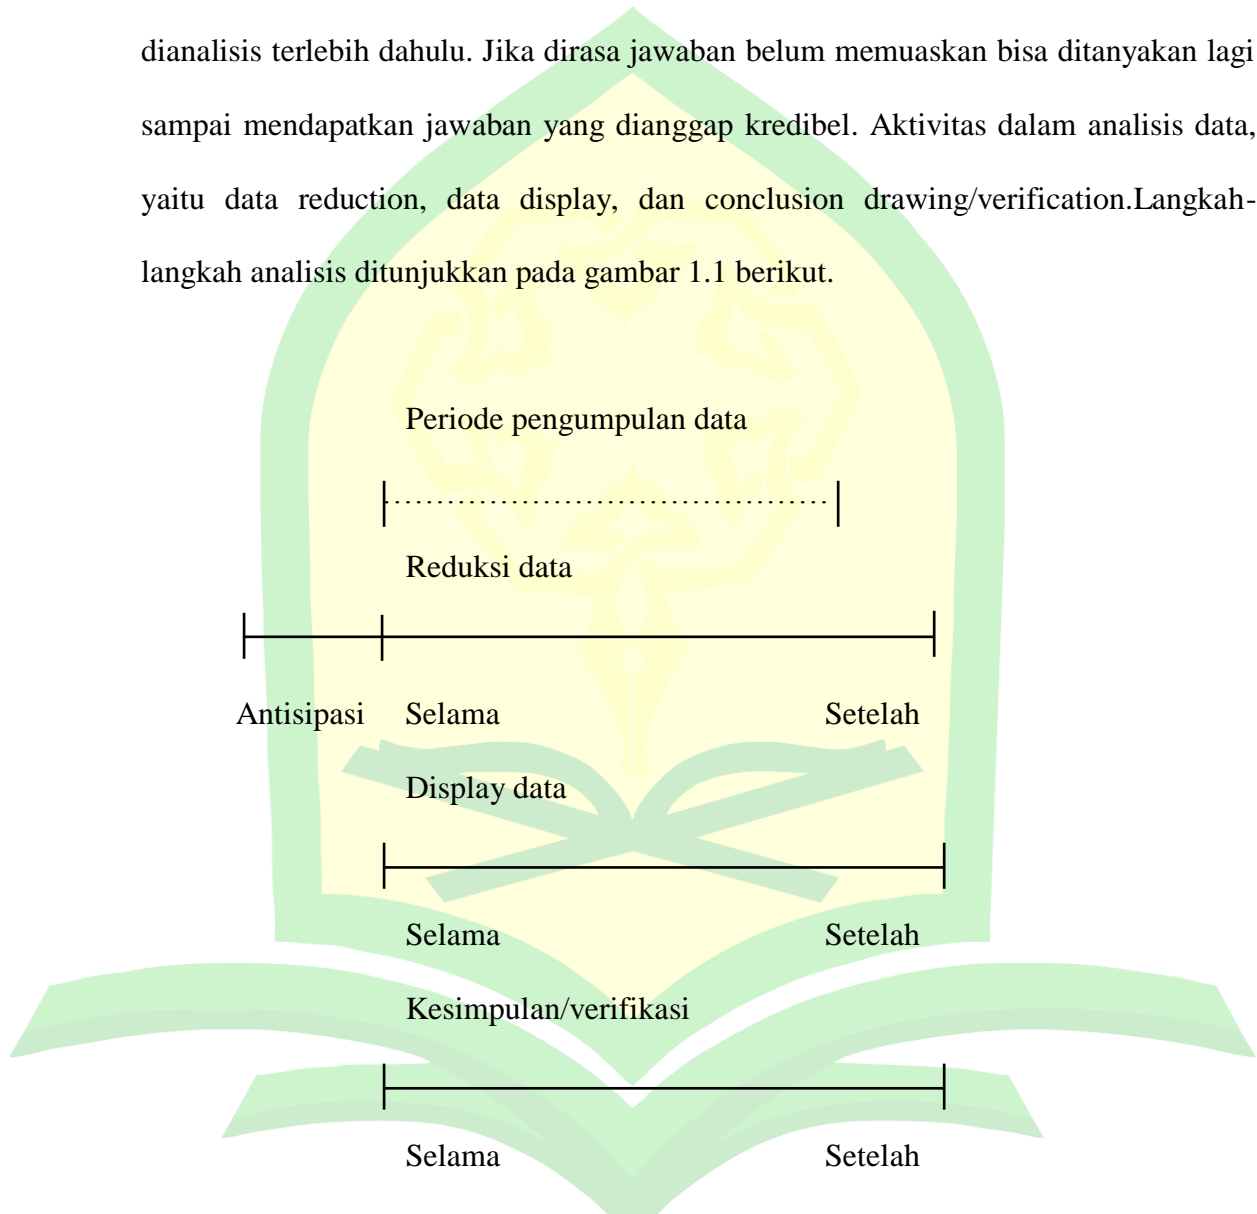 dianalisis terlebih dahulu. Jika dirasa jawaban belum memuaskan bisa ditanyakan lagi
sampai mendapatkan jawaban yang dianggap kredibel. Aktivitas dalam analisis data,
yaitu data reduction, data display, dan conclusion drawing/verification.Langkah-
langkah analisis ditunjukkan pada gambar 1.1 berikut.
Periode pengumpulan data
Reduksi data
Antisipasi Selama Setelah
Display data
Selama Setelah
Kesimpulan/verifikasi
Selama Setelah